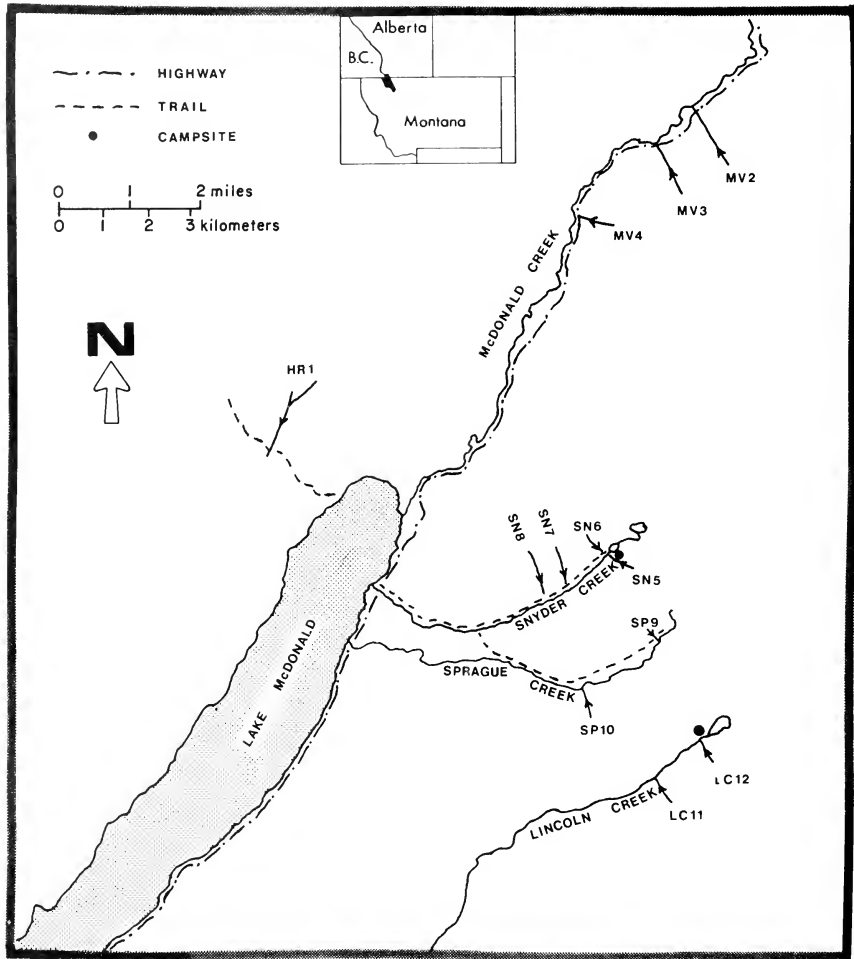 Alberta
B.C.
Montana
HIGHWAY
TRAIL
CAMPSITE
0 1 2 miles
0 1 2 3 kilometers
N
MV2
MV3
MV4
McDONALD CREEK
HR1
SN8
SN7
SN6
SN5
SNYDER CREEK
SP9
SPRAGUE CREEK
SP10
LAKE McDONALD
LC12
LC11
LINCOLN CREEK